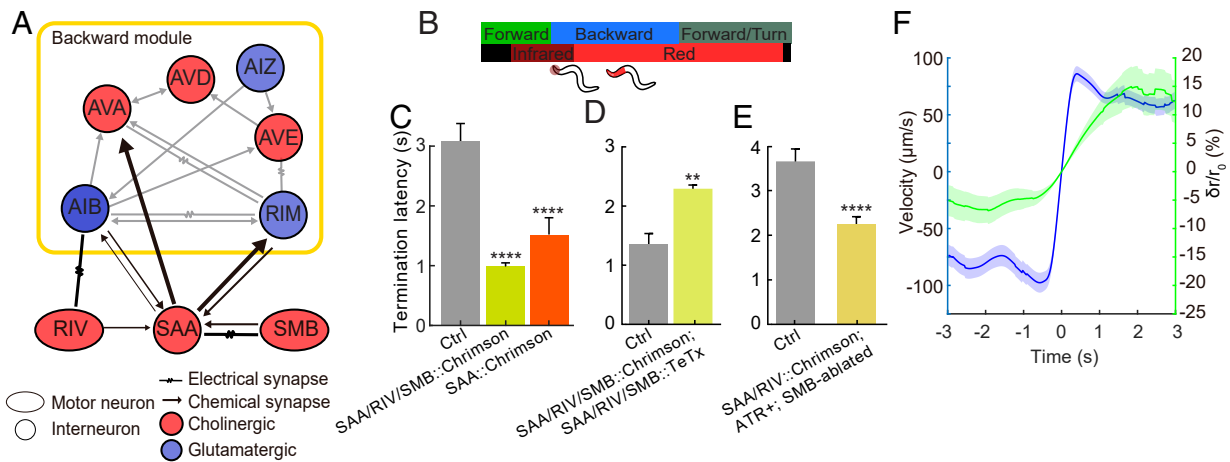 A
Backward module
AVD
AIZ
AVA
AVE
AIB
RIM
RIV
SAA
SMB
Electrical synapse
Chemical synapse
Motor neuron
Interneuron
Cholinergic
Glutamatergic
B
Forward
Backward
Forward/Turn
Infrared
Red
C
Termination latency (s)
3
2
1
0
****
****
Ctrl
SAA/RIV/SMB::Chrimson
SAA::Chrimson
D
3
2
1
0
**
Ctrl
SAA/RIV/SMB::Chrimson;
SAA/RIV/SMB::TeTx
E
4
3
2
1
0
****
Ctrl
SAA/RIV::Chrimson;
ATR+; SMB-ablated
F
Velocity (μm/s)
100
50
0
-50
-100
δr/r0 (%)
20
15
10
5
0
-5
-10
-15
-20
-25
-3
-2
-1
0
1
2
3
Time (s)